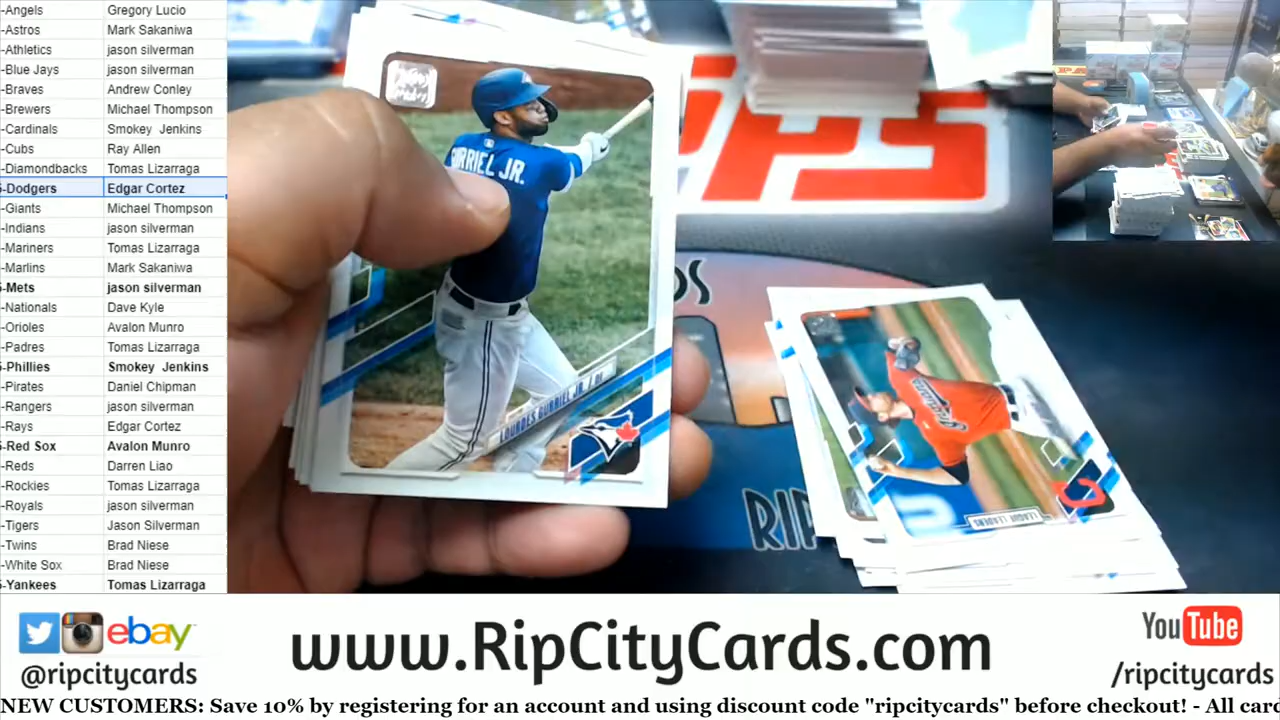 -Angels Gregory Lucio
-Astros Mark Sakaniwa
-Athletics jason silverman
-Blue Jays jason silverman
-Braves Andrew Conley
-Brewers Michael Thompson
-Cardinals Smokey Jenkins
-Cubs Ray Allen
-Diamondbacks Tomas Lizarraga
-Dodgers Edgar Cortez
-Giants Michael Thompson
-Indians jason silverman
-Mariners Tomas Lizarraga
-Marlins Mark Sakaniwa
-Mets jason silverman
-Nationals Dave Kyle
-Orioles Avalon Munro
-Padres Tomas Lizarraga
-Phillies Smokey Jenkins
-Pirates Daniel Chipman
-Rangers jason silverman
-Rays Edgar Cortez
-Red Sox Avalon Munro
-Reds Darren Liao
-Rockies Tomas Lizarraga
-Royals jason silverman
-Tigers Jason Silverman
-Twins Brad Niese
-White Sox Brad Niese
-Yankees Tomas Lizarraga
GURRIEL JR.
LOURDES GURRIEL JR.
PPS
DS
RIP
LEAGUE LEADERS
ebay
@ripcitycards
www.RipCityCards.com
YouTube
/ripcitycards
NEW CUSTOMERS: Save 10% by registering for an account and using discount code "ripcitycards" before checkout! - All card